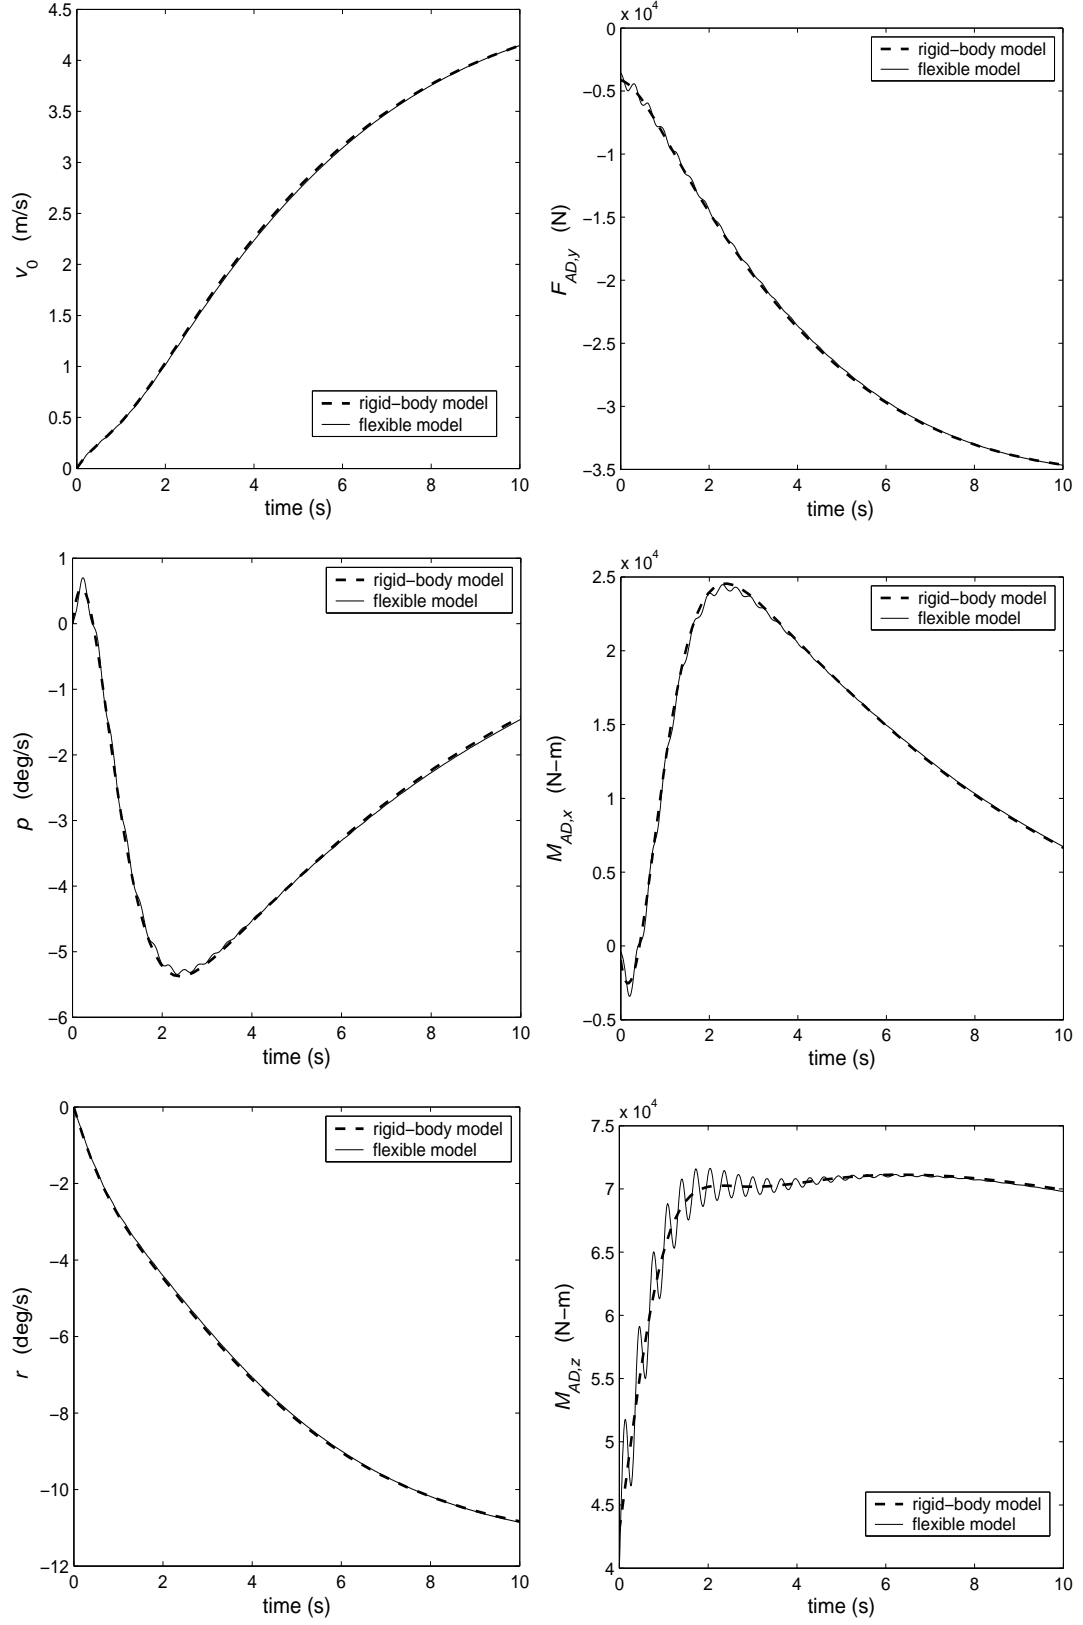 4.5
4
3.5
3
2.5
2
1.5
1
0.5
0
v0 (m/s)
rigid−body model
flexible model
0 2 4 6 8 10
time (s)
x 10^4
0
−0.5
−1
−1.5
−2
−2.5
−3
−3.5
F_AD,y (N)
rigid−body model
flexible model
0 2 4 6 8 10
time (s)
1
0
−1
−2
−3
−4
−5
−6
p (deg/s)
rigid−body model
flexible model
0 2 4 6 8 10
time (s)
x 10^4
2.5
2
1.5
1
0.5
0
−0.5
M_AD,x (N−m)
rigid−body model
flexible model
0 2 4 6 8 10
time (s)
0
−2
−4
−6
−8
−10
−12
r (deg/s)
rigid−body model
flexible model
0 2 4 6 8 10
time (s)
x 10^4
7.5
7
6.5
6
5.5
5
4.5
4
M_AD,z (N−m)
rigid−body model
flexible model
0 2 4 6 8 10
time (s)